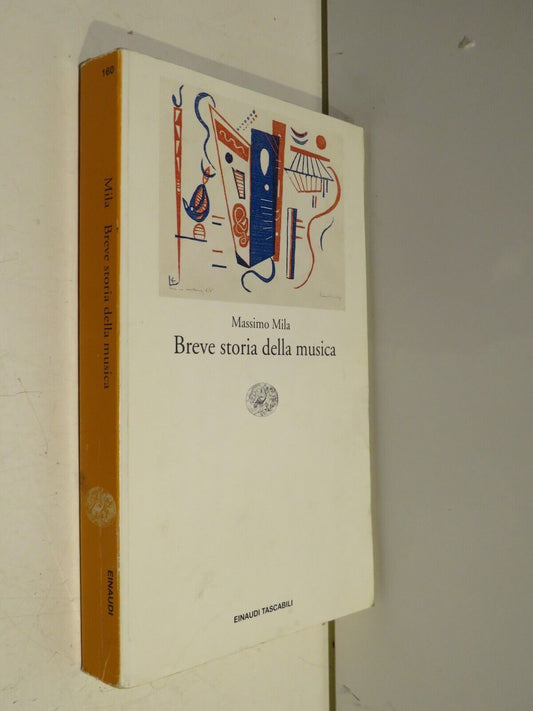 160
Mila Breve storia della musica
EINAUDI
Massimo Mila
Breve storia della musica
EINAUDI TASCABILI